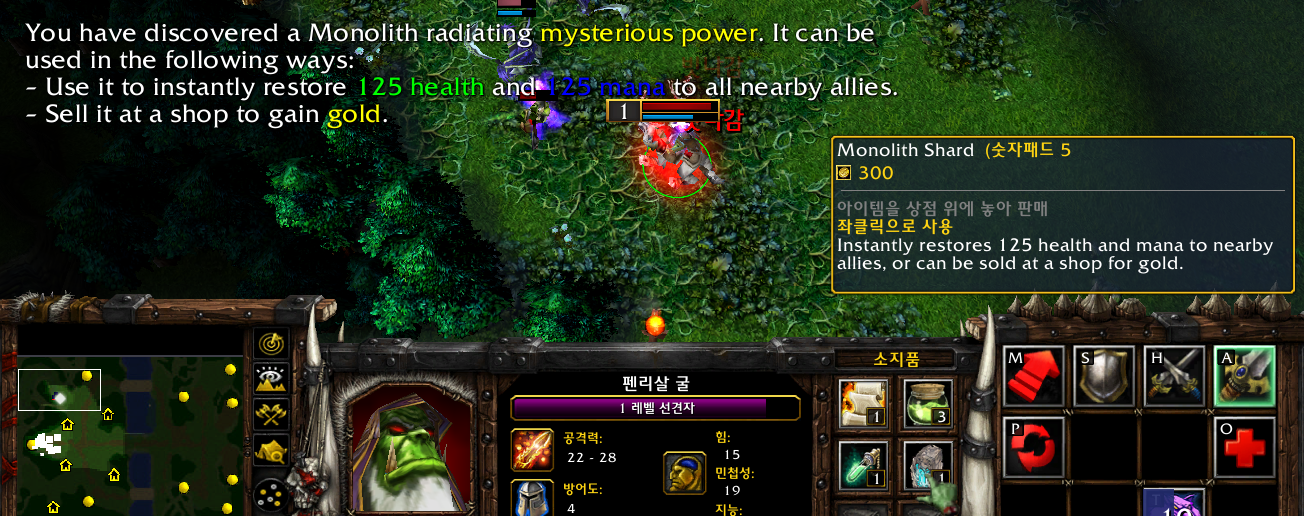 You have discovered a Monolith radiating mysterious power. It can be
used in the following ways:
- Use it to instantly restore 125 health and 125 mana to all nearby allies.
- Sell it at a shop to gain gold.
1
Monolith Shard (숫자패드 5
300
아이템을 상점 위에 놓아 판매
좌클릭으로 사용
Instantly restores 125 health and mana to nearby
allies, or can be sold at a shop for gold.
펜리살 굴
1 레벨 선견자
공격력:
22 - 28
방어도:
4
힘:
15
민첩성:
19
지능:
소지품
1
3
1
1
M
S
H
A
P
O